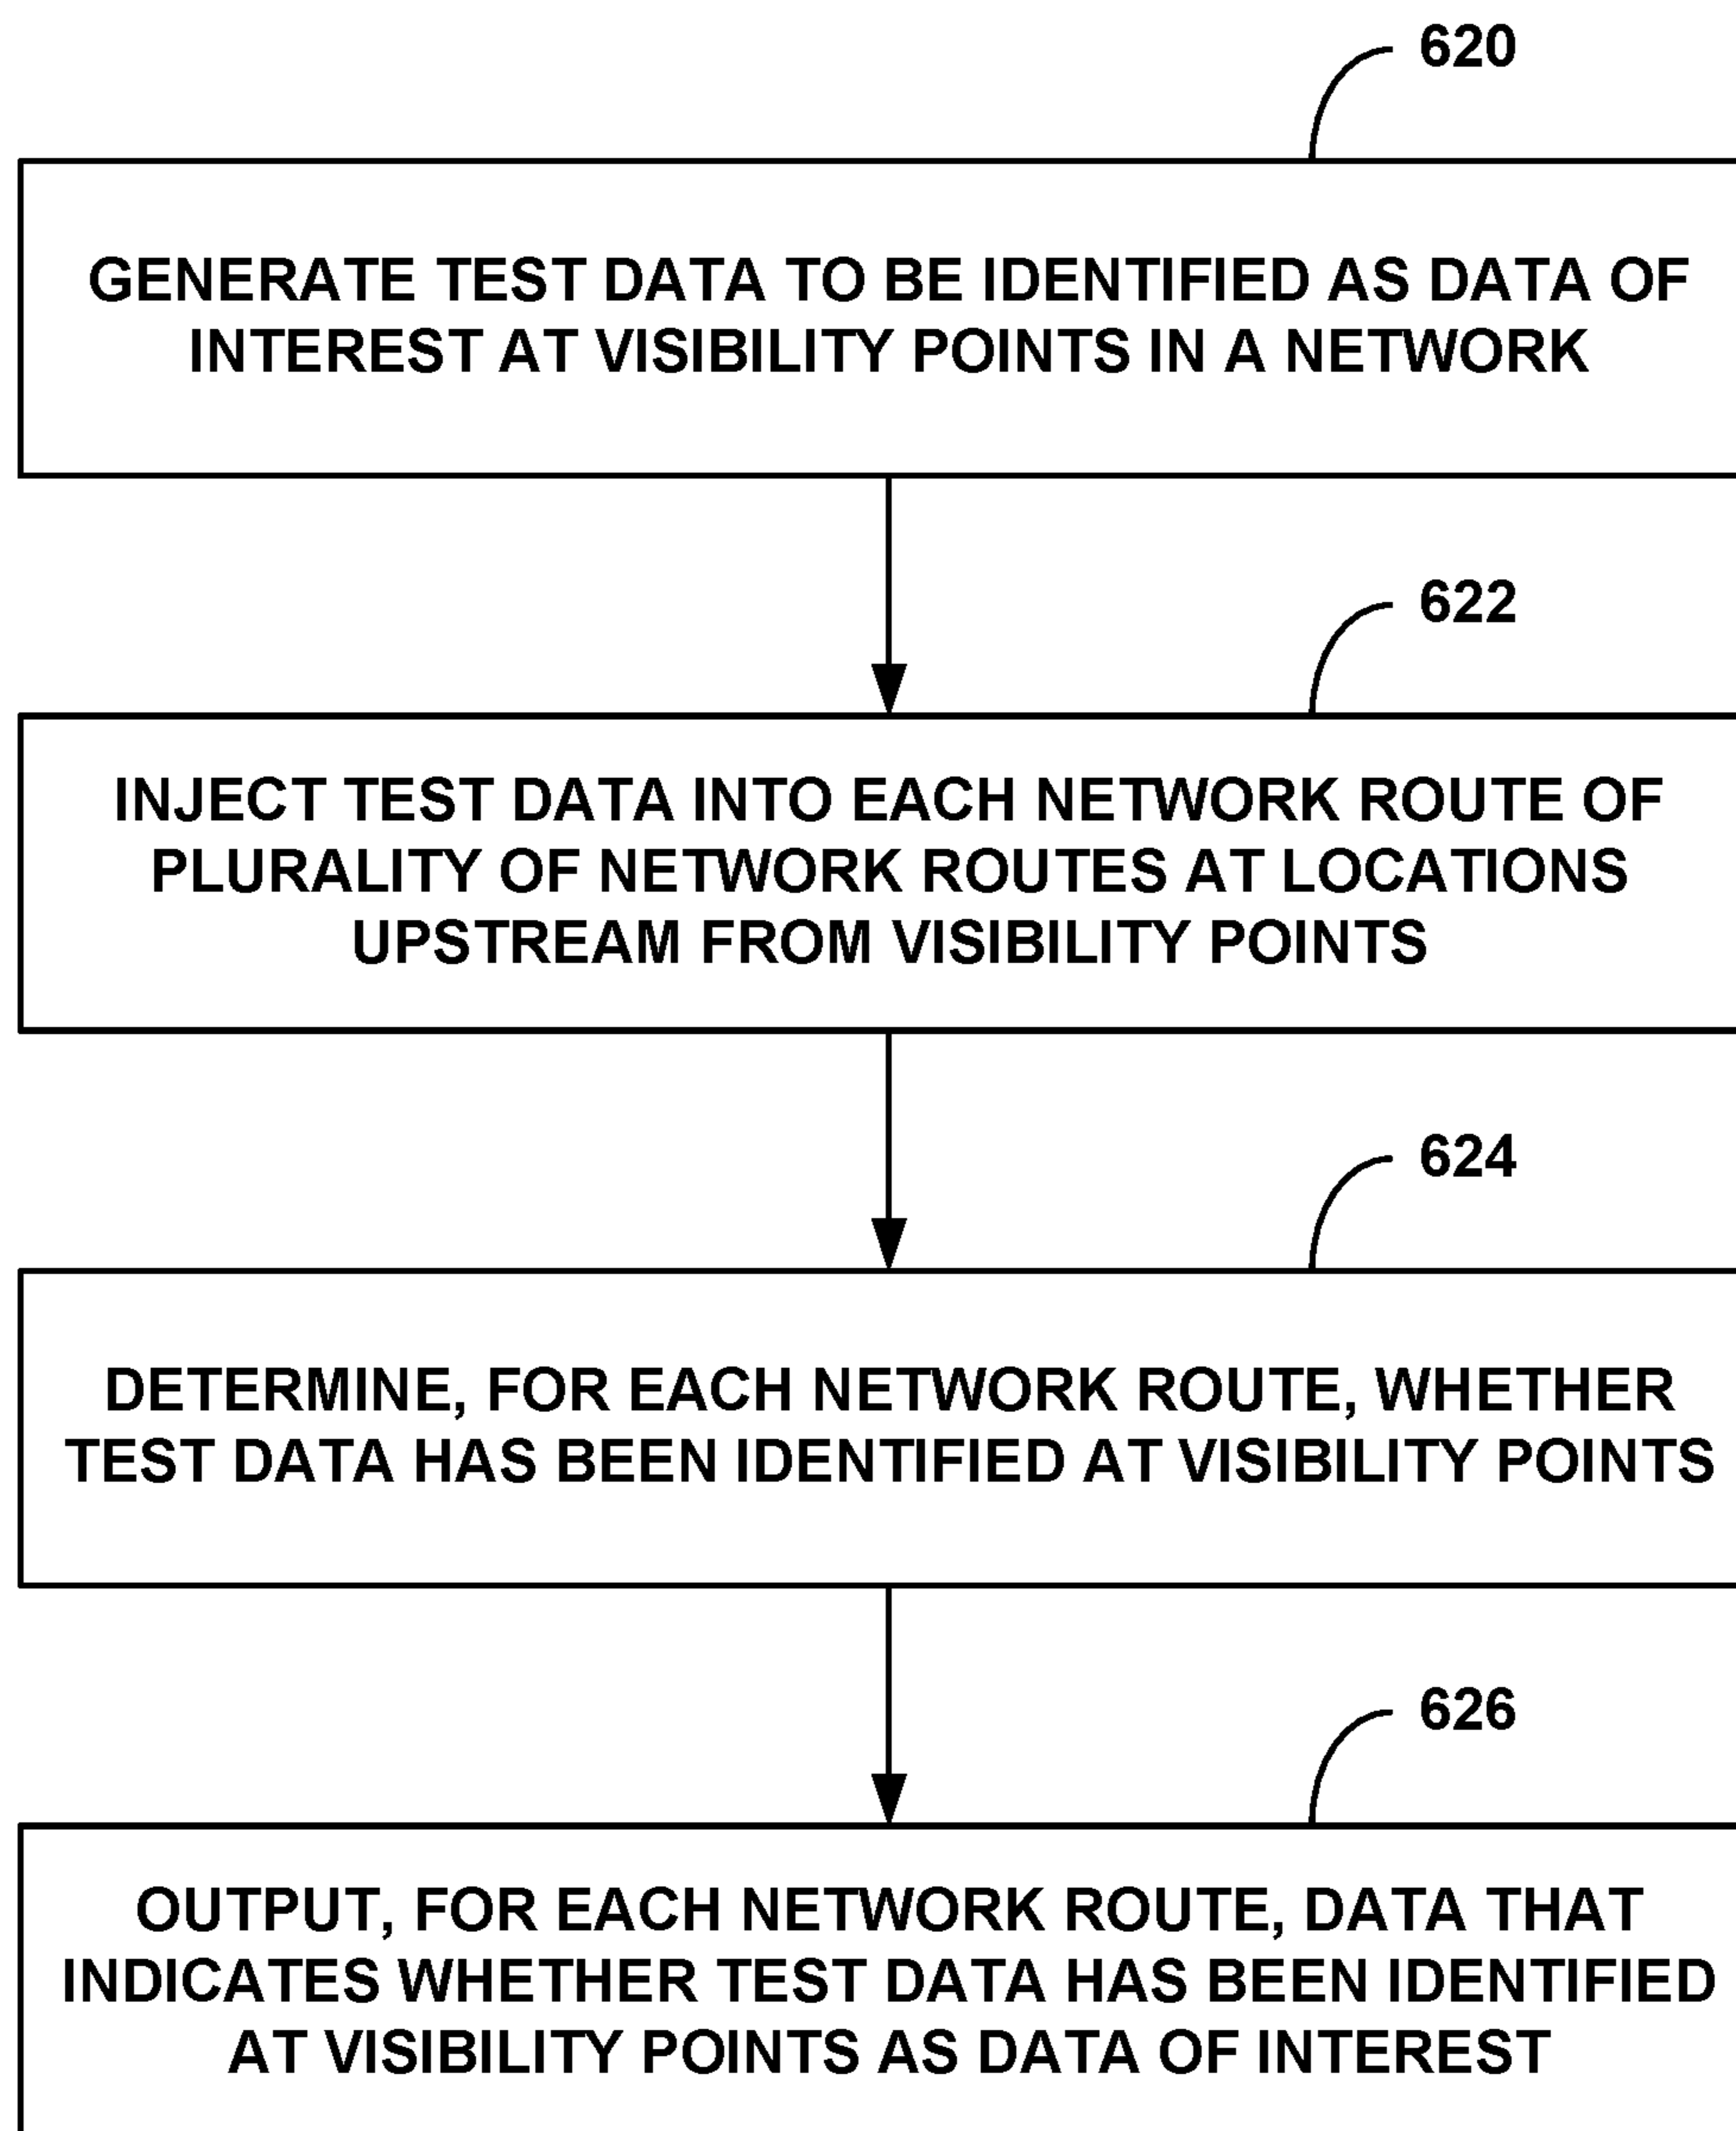 620
GENERATE TEST DATA TO BE IDENTIFIED AS DATA OF
INTEREST AT VISIBILITY POINTS IN A NETWORK
622
INJECT TEST DATA INTO EACH NETWORK ROUTE OF
PLURALITY OF NETWORK ROUTES AT LOCATIONS
UPSTREAM FROM VISIBILITY POINTS
624
DETERMINE, FOR EACH NETWORK ROUTE, WHETHER
TEST DATA HAS BEEN IDENTIFIED AT VISIBILITY POINTS
626
OUTPUT, FOR EACH NETWORK ROUTE, DATA THAT
INDICATES WHETHER TEST DATA HAS BEEN IDENTIFIED
AT VISIBILITY POINTS AS DATA OF INTEREST